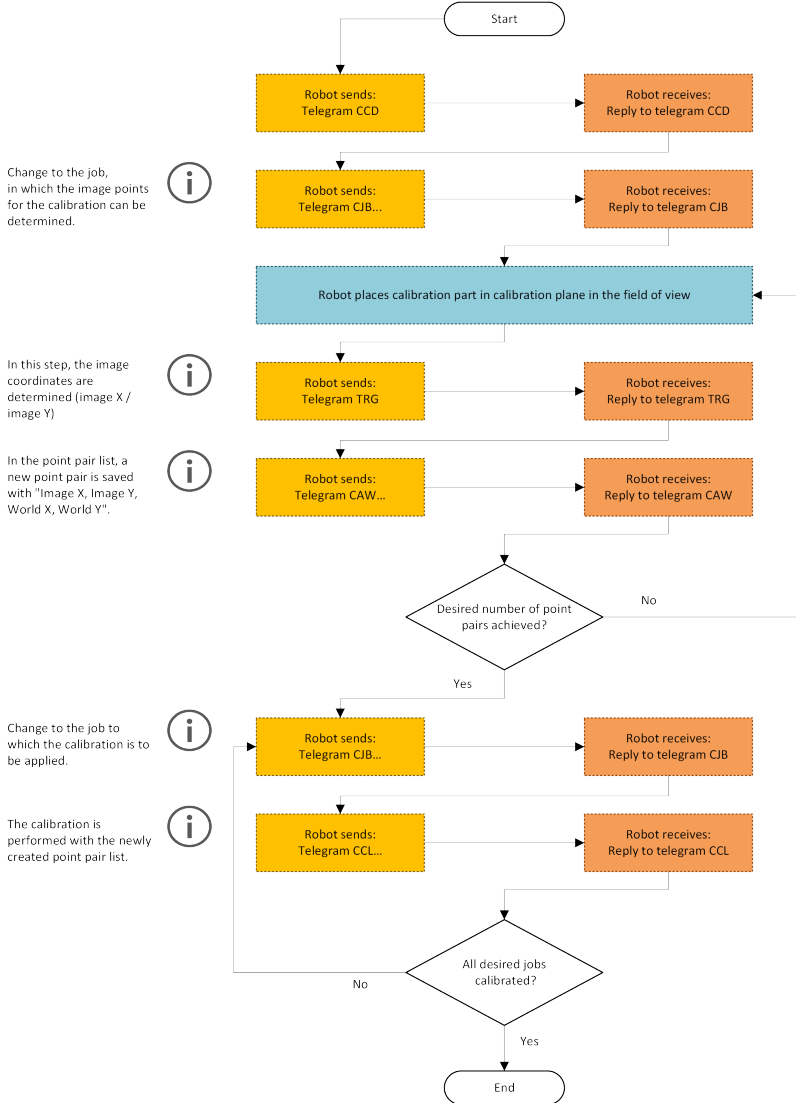 Start
Robot sends:
Telegram CCD
Robot receives:
Reply to telegram CCD
Change to the job,
in which the image points
for the calibration can be
determined.
i
Robot sends:
Telegram CJB...
Robot receives:
Reply to telegram CJB
Robot places calibration part in calibration plane in the field of view
In this step, the image
coordinates are
determined (image X /
image Y)
i
Robot sends:
Telegram TRG
Robot receives:
Reply to telegram TRG
In the point pair list, a
new point pair is saved
with "Image X, Image Y,
World X, World Y".
i
Robot sends:
Telegram CAW...
Robot receives:
Reply to telegram CAW
Desired number of point
pairs achieved?
No
Yes
Change to the job to
which the calibration is to
be applied.
i
Robot sends:
Telegram CJB...
Robot receives:
Reply to telegram CJB
The calibration is
performed with the newly
created point pair list.
i
Robot sends:
Telegram CCL...
Robot receives:
Reply to telegram CCL
All desired jobs
calibrated?
No
Yes
End